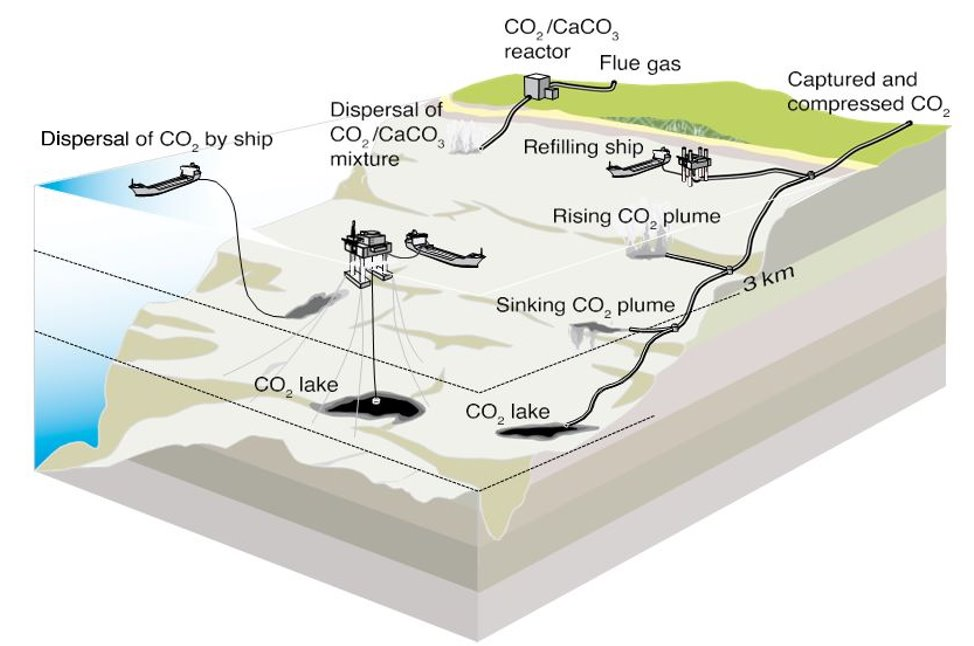 CO₂/CaCO₃
reactor
Flue gas
Captured and
compressed CO₂
Dispersal of
CO₂/CaCO₃
mixture
Dispersal of CO₂ by ship
Refilling ship
Rising CO₂ plume
3 km
Sinking CO₂ plume
CO₂ lake
CO₂ lake